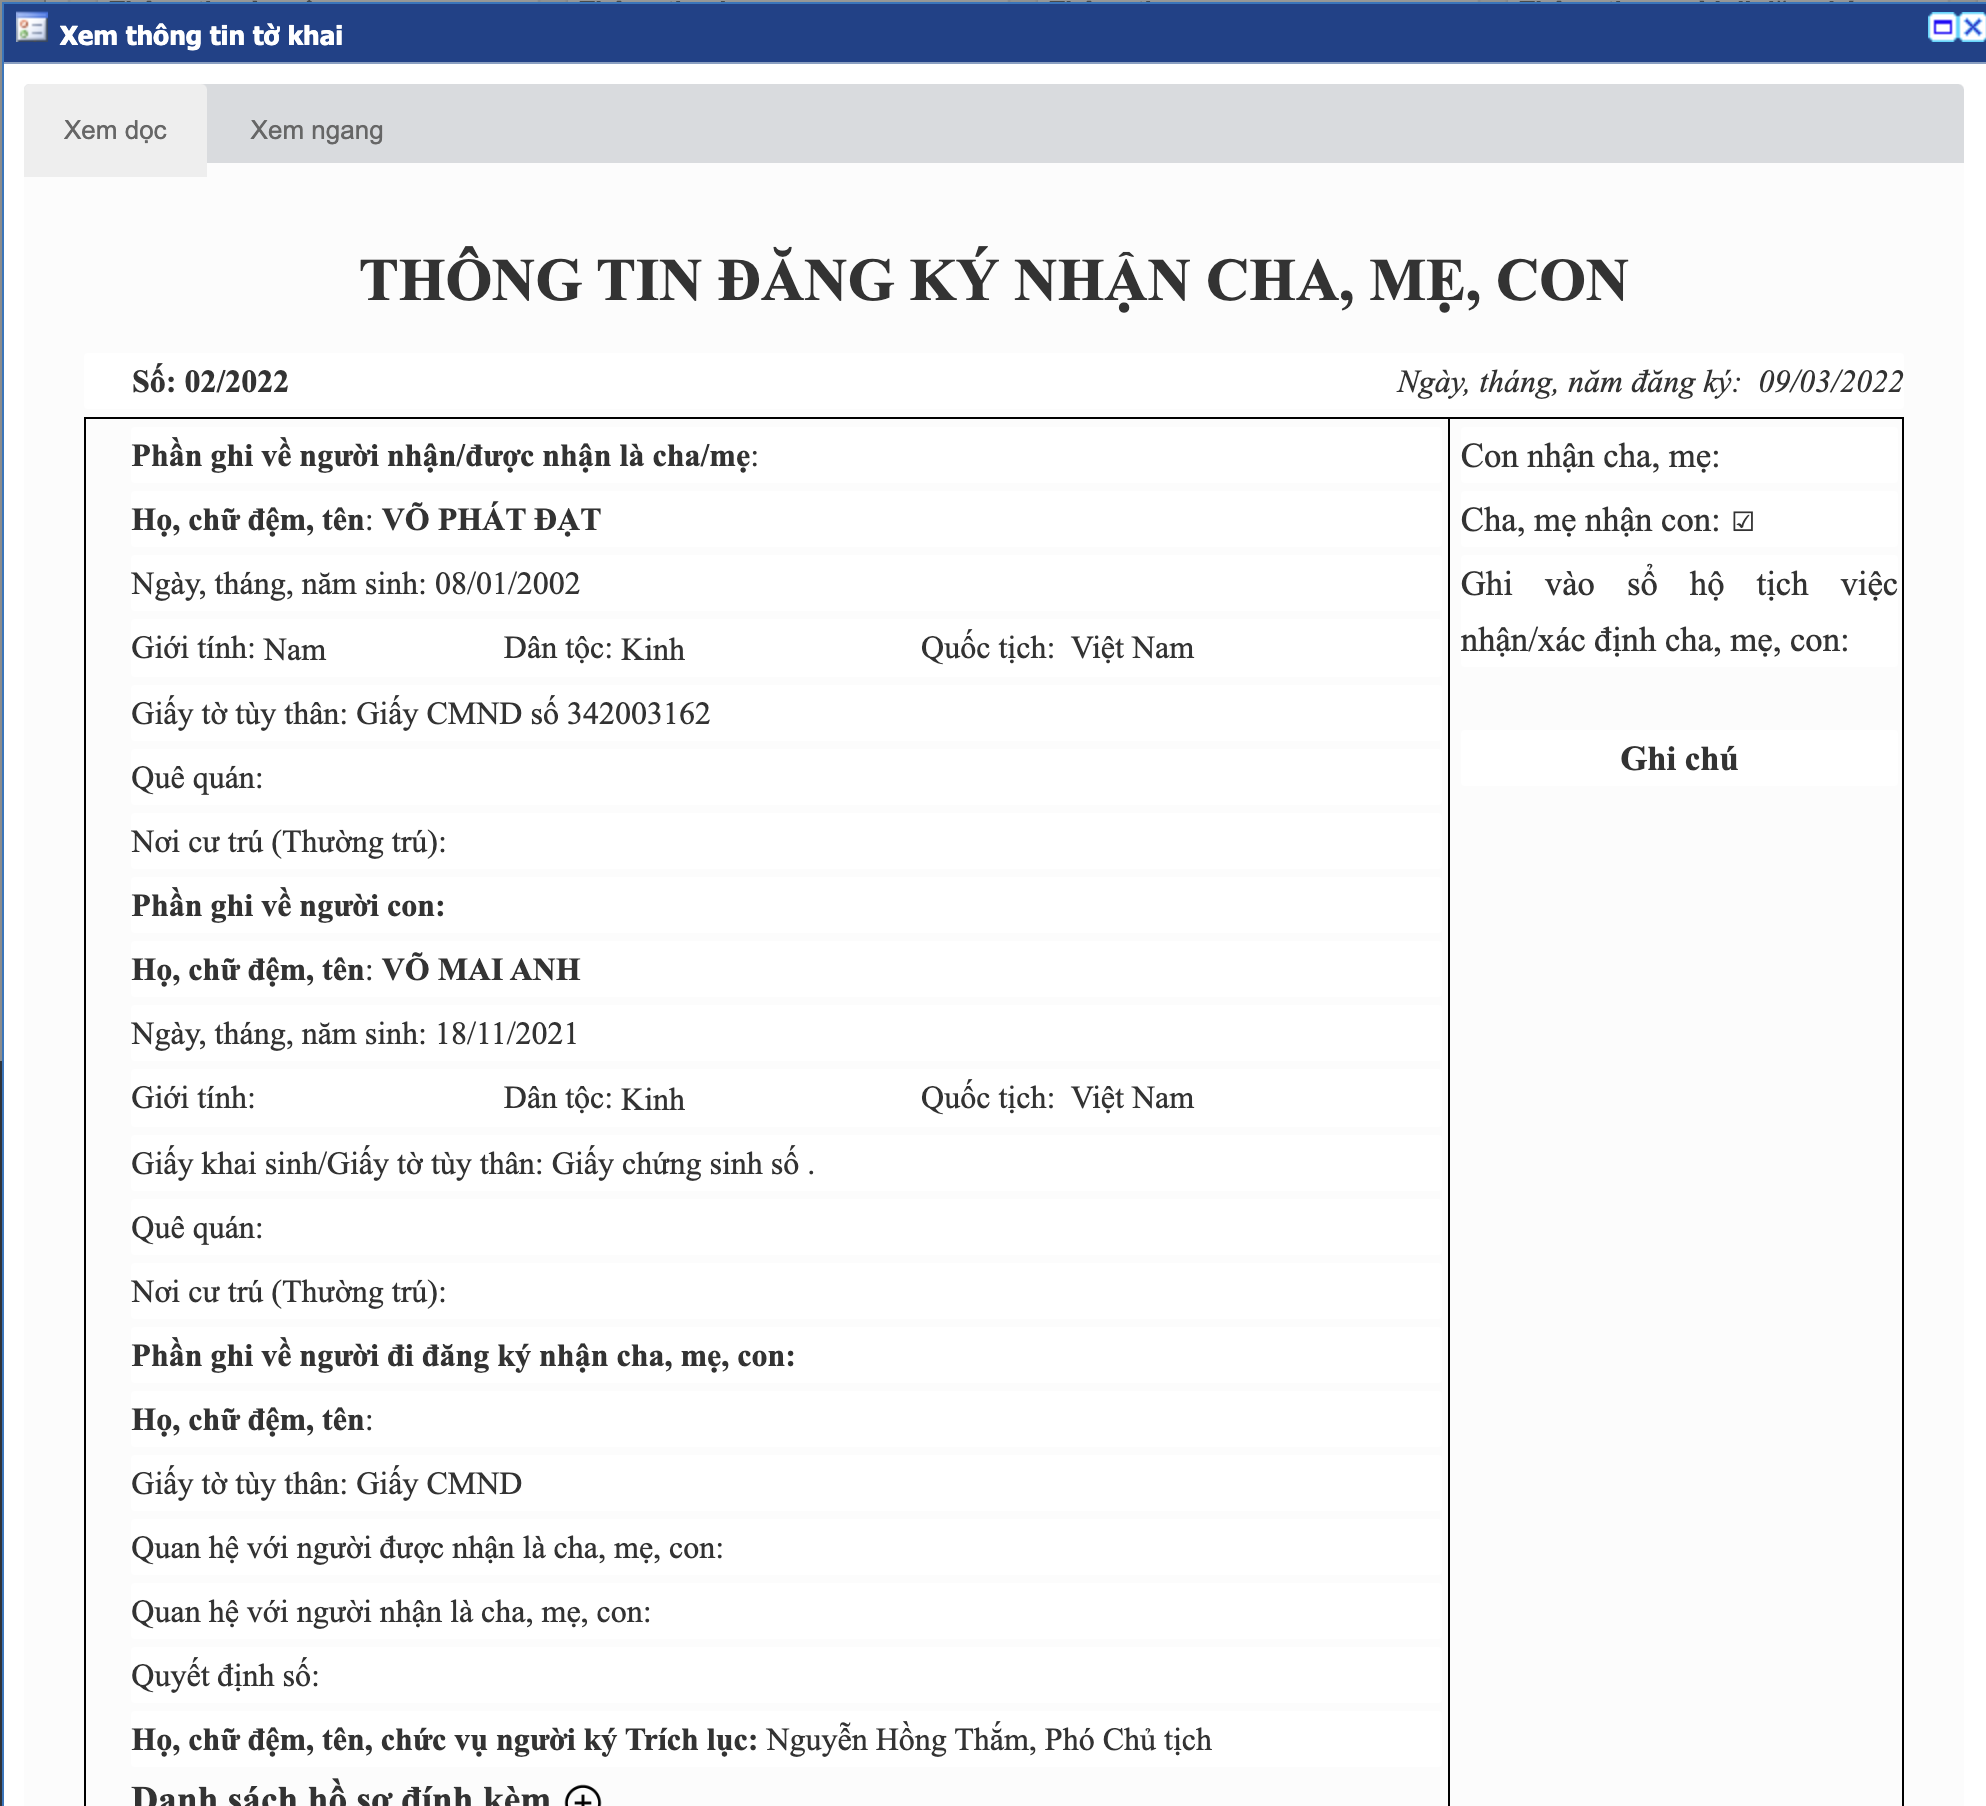 Xem thông tin tờ khai
Xem dọc
Xem ngang
THÔNG TIN ĐĂNG KÝ NHẬN CHA, MẸ, CON
Số: 02/2022
Ngày, tháng, năm đăng ký: 09/03/2022
Phần ghi về người nhận/được nhận là cha/mẹ:
Họ, chữ đệm, tên: VÕ PHÁT ĐẠT
Ngày, tháng, năm sinh: 08/01/2002
Giới tính: Nam Dân tộc: Kinh Quốc tịch: Việt Nam
Giấy tờ tùy thân: Giấy CMND số 342003162
Quê quán:
Nơi cư trú (Thường trú):
Phần ghi về người con:
Họ, chữ đệm, tên: VÕ MAI ANH
Ngày, tháng, năm sinh: 18/11/2021
Giới tính: Dân tộc: Kinh Quốc tịch: Việt Nam
Giấy khai sinh/Giấy tờ tùy thân: Giấy chứng sinh số .
Quê quán:
Nơi cư trú (Thường trú):
Phần ghi về người đi đăng ký nhận cha, mẹ, con:
Họ, chữ đệm, tên:
Giấy tờ tùy thân: Giấy CMND
Quan hệ với người được nhận là cha, mẹ, con:
Quan hệ với người nhận là cha, mẹ, con:
Quyết định số:
Họ, chữ đệm, tên, chức vụ người ký Trích lục: Nguyễn Hồng Thắm, Phó Chủ tịch
Danh sách hồ sơ đính kèm
Con nhận cha, mẹ:
Cha, mẹ nhận con: ☑
Ghi vào sổ hộ tịch việc
nhận/xác định cha, mẹ, con:
Ghi chú